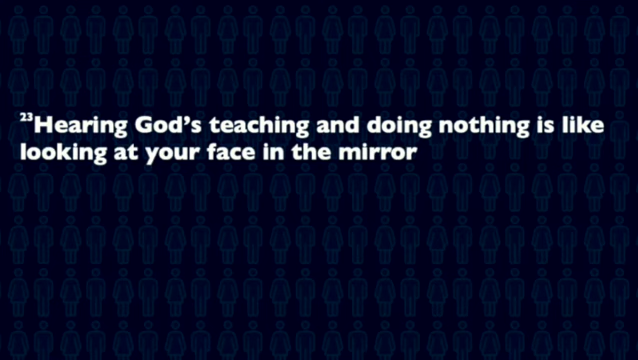 ²³Hearing God's teaching and doing nothing is like
looking at your face in the mirror